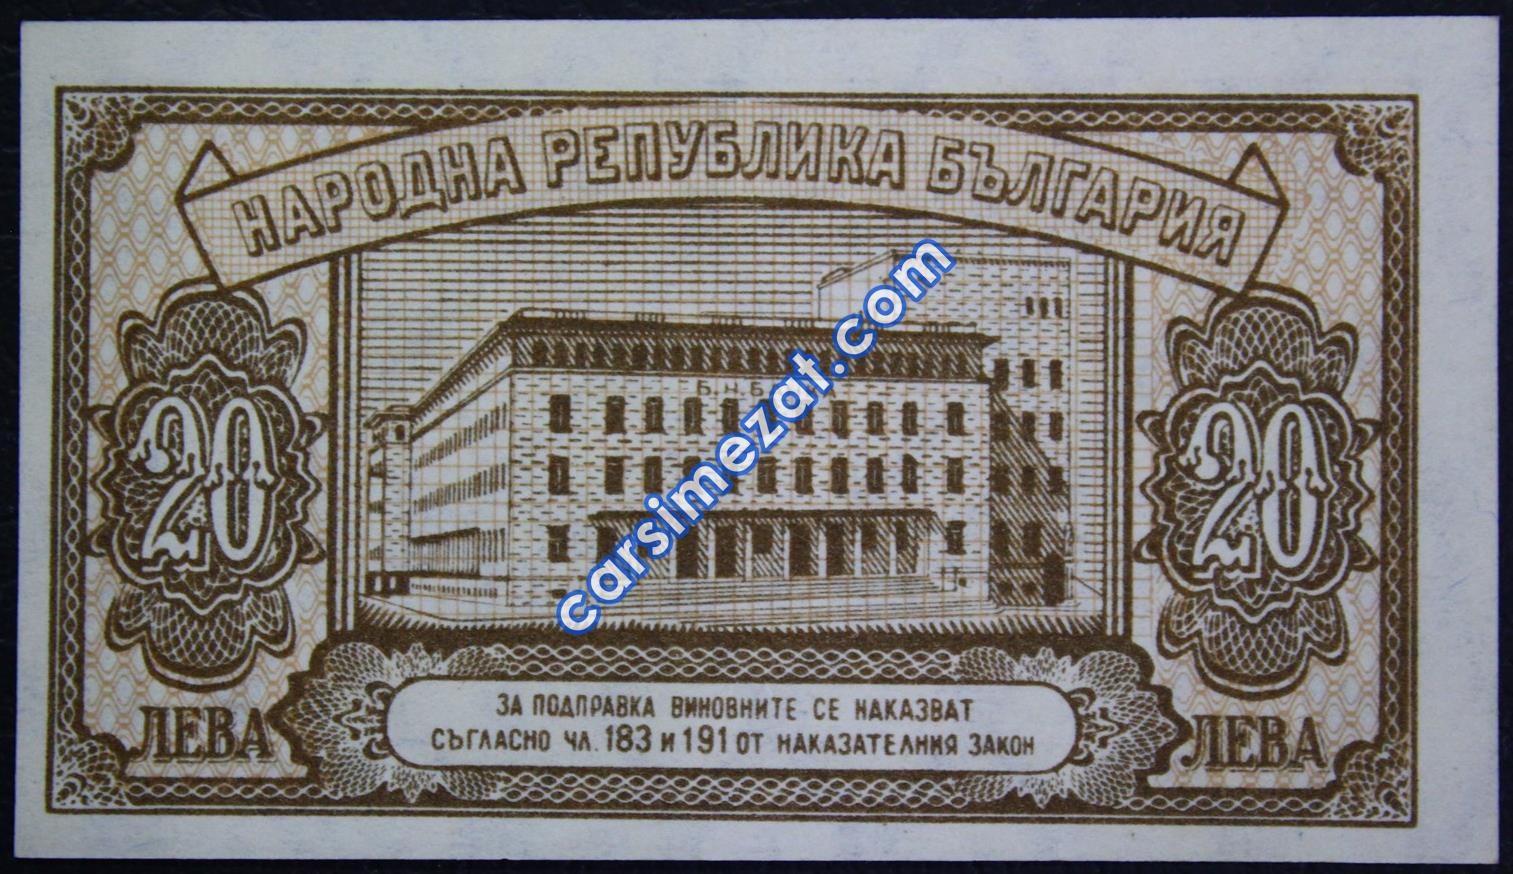 НАРОДНА РЕПУБЛИКА БЪЛГАРИЯ
БНБ
20
20
carsimezat.com
ЛЕВА
ЗА ПОДПРАВКА ВИНОВНИТЕ СЕ НАКАЗВАТ
СЪГЛАСНО ЧЛ. 183 И 191 ОТ НАКАЗАТЕЛНИЯ ЗАКОН
ЛЕВА